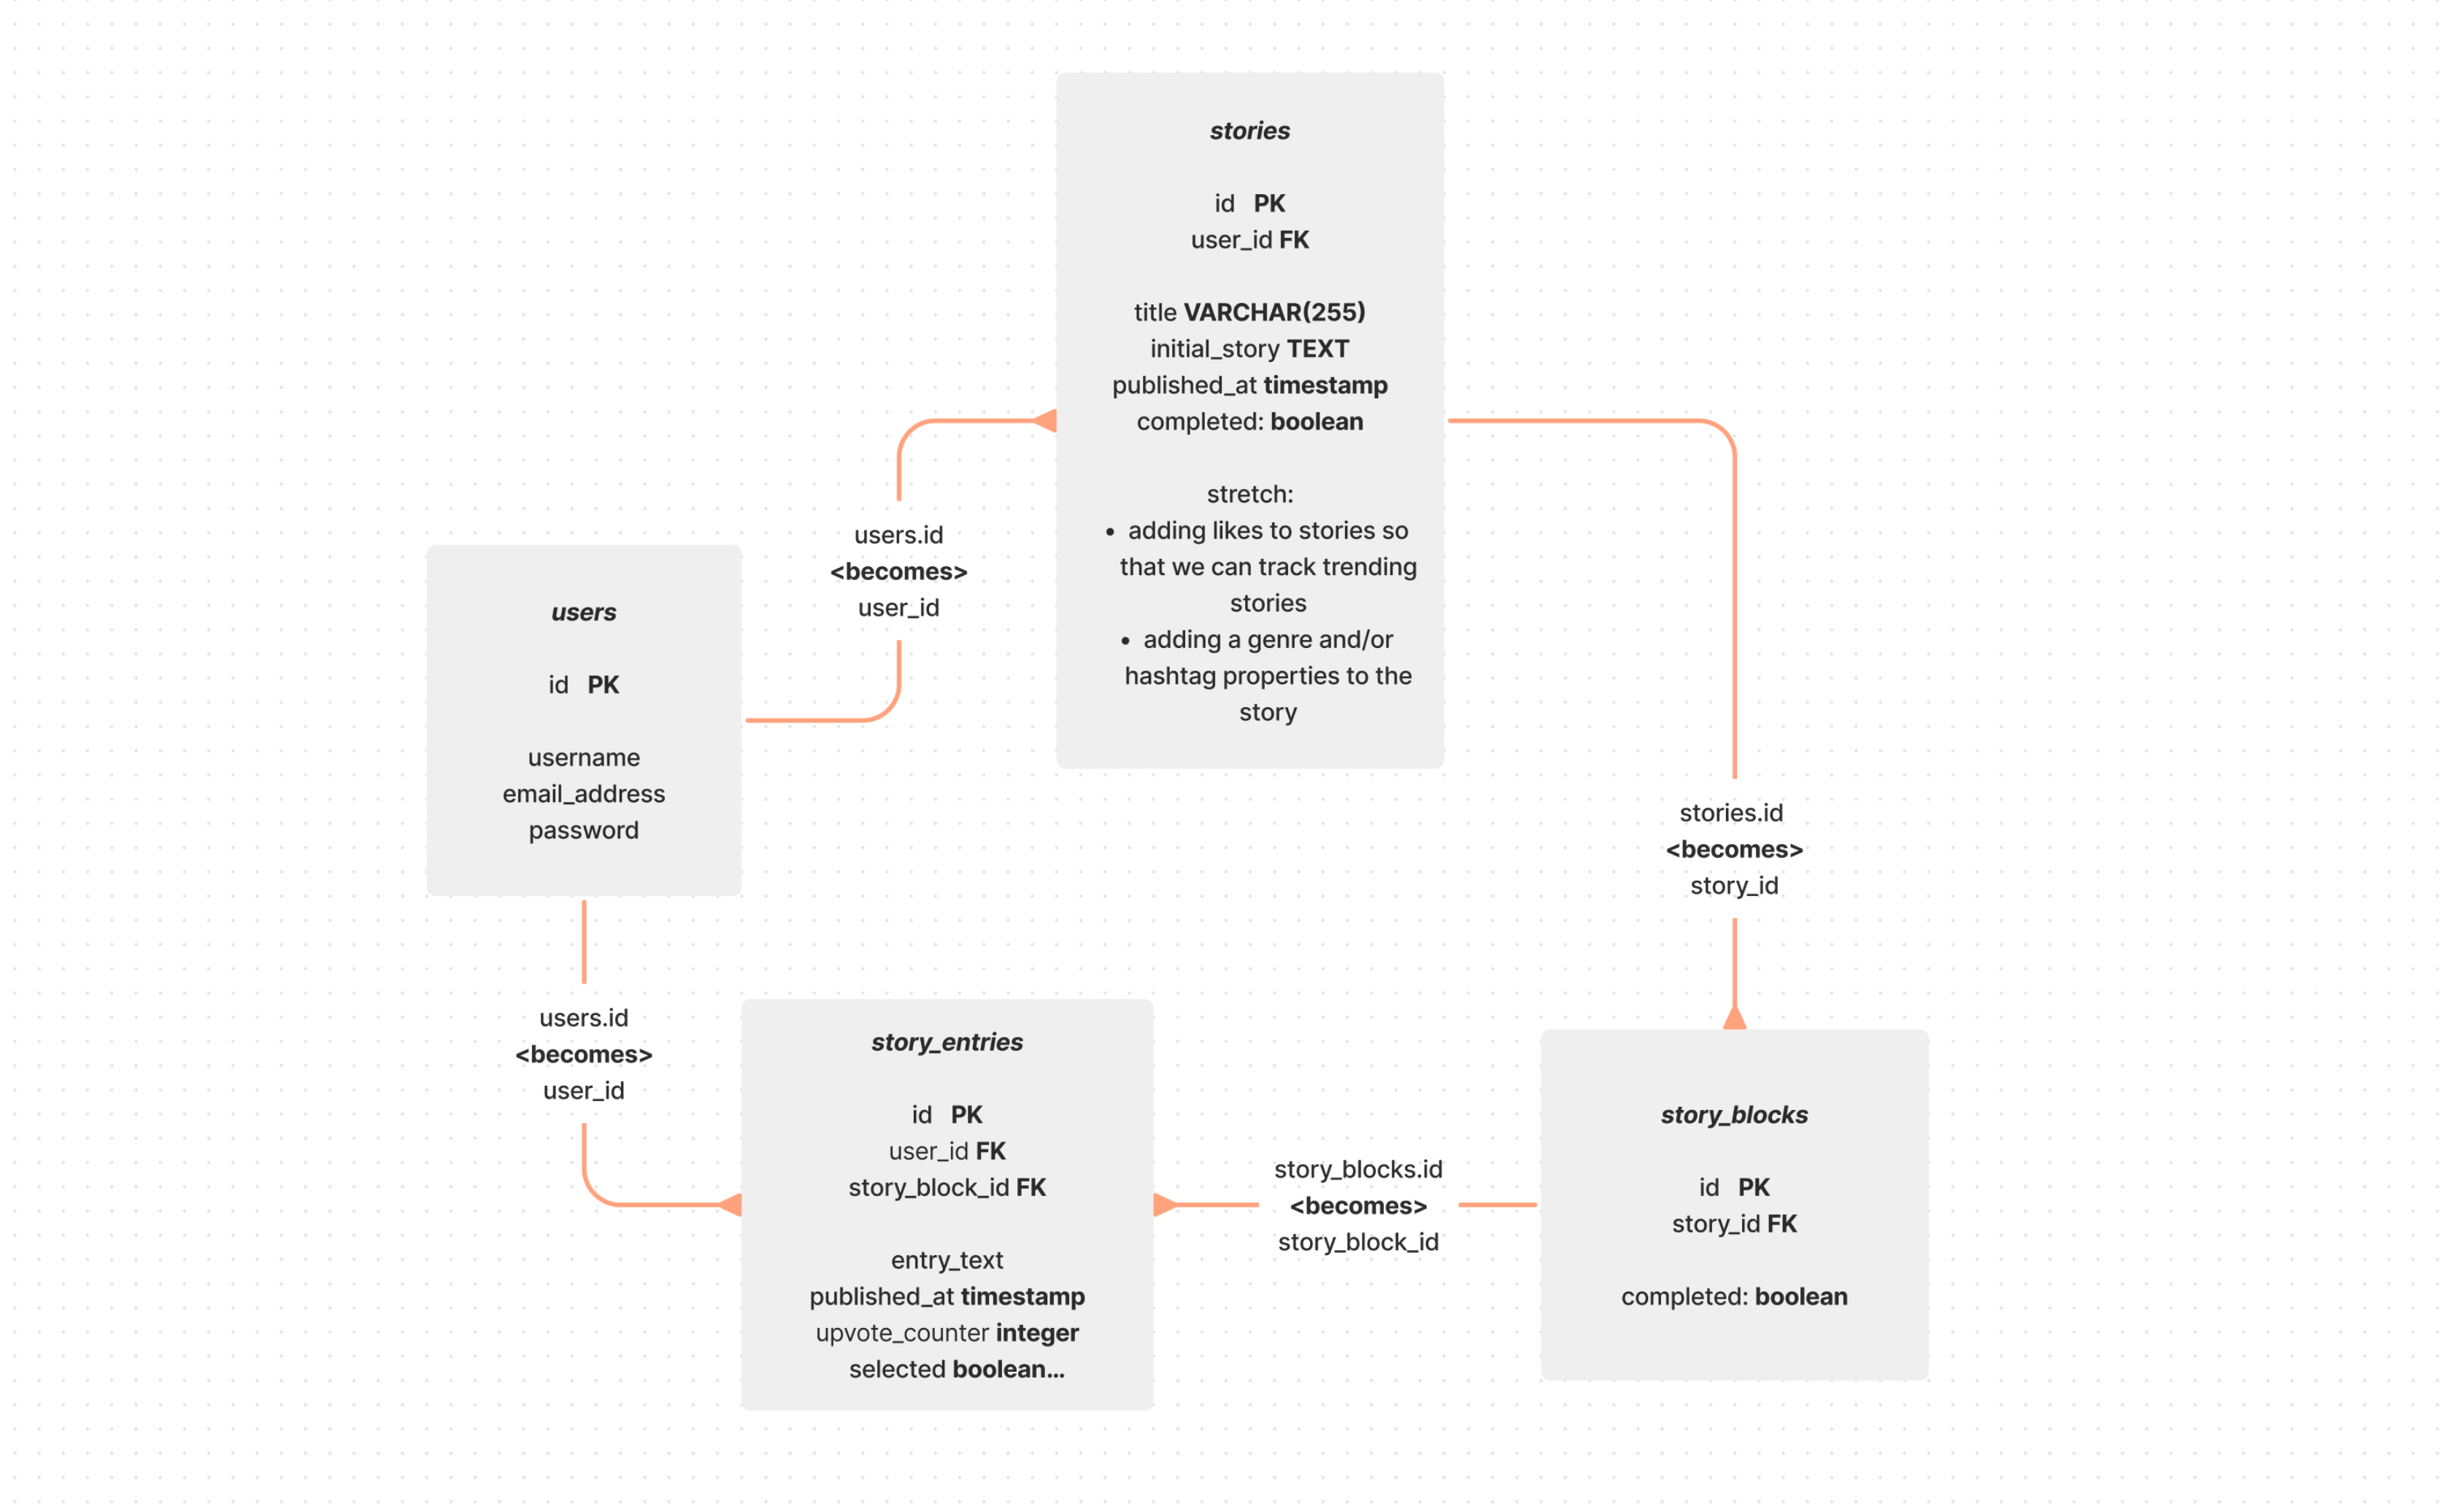 stories
id PK
user_id FK
title VARCHAR(255)
initial_story TEXT
published_at timestamp
completed: boolean
stretch:
• adding likes to stories so
that we can track trending
stories
• adding a genre and/or
hashtag properties to the
story
users.id
<becomes>
user_id
users
id PK
username
email_address
password
stories.id
<becomes>
story_id
users.id
<becomes>
user_id
story_entries
id PK
user_id FK
story_block_id FK
entry_text
published_at timestamp
upvote_counter integer
selected boolean...
story_blocks.id
<becomes>
story_block_id
story_blocks
id PK
story_id FK
completed: boolean